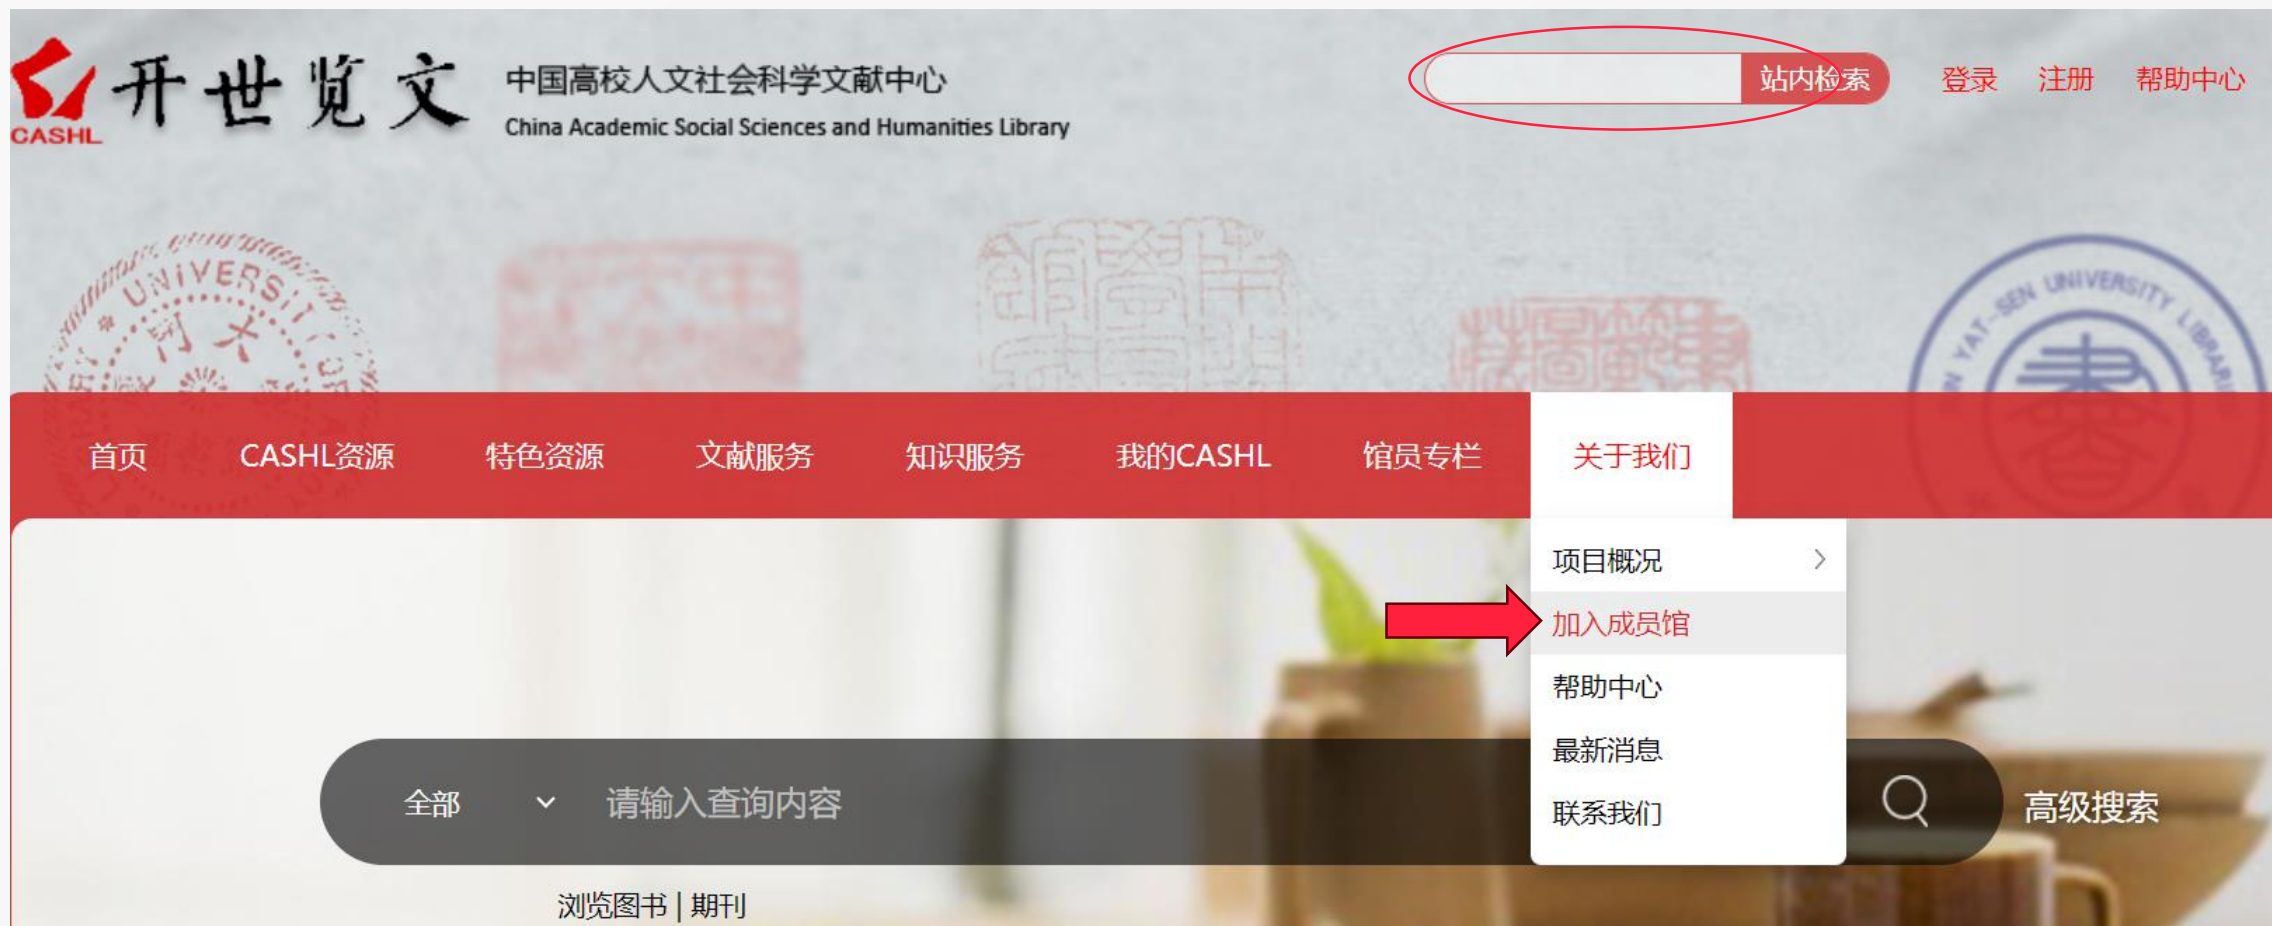 开世览文
CASHL
中国高校人文社会科学文献中心
China Academic Social Sciences and Humanities Library
站内检索
登录 注册 帮助中心
UNIVERSITY
YAT-SEN UNIVERSITY LIBRARIE
書
首页 CASHL资源 特色资源 文献服务 知识服务 我的CASHL 馆员专栏 关于我们
项目概况
加入成员馆
帮助中心
最新消息
联系我们
全部 请输入查询内容 高级搜索
浏览图书 | 期刊